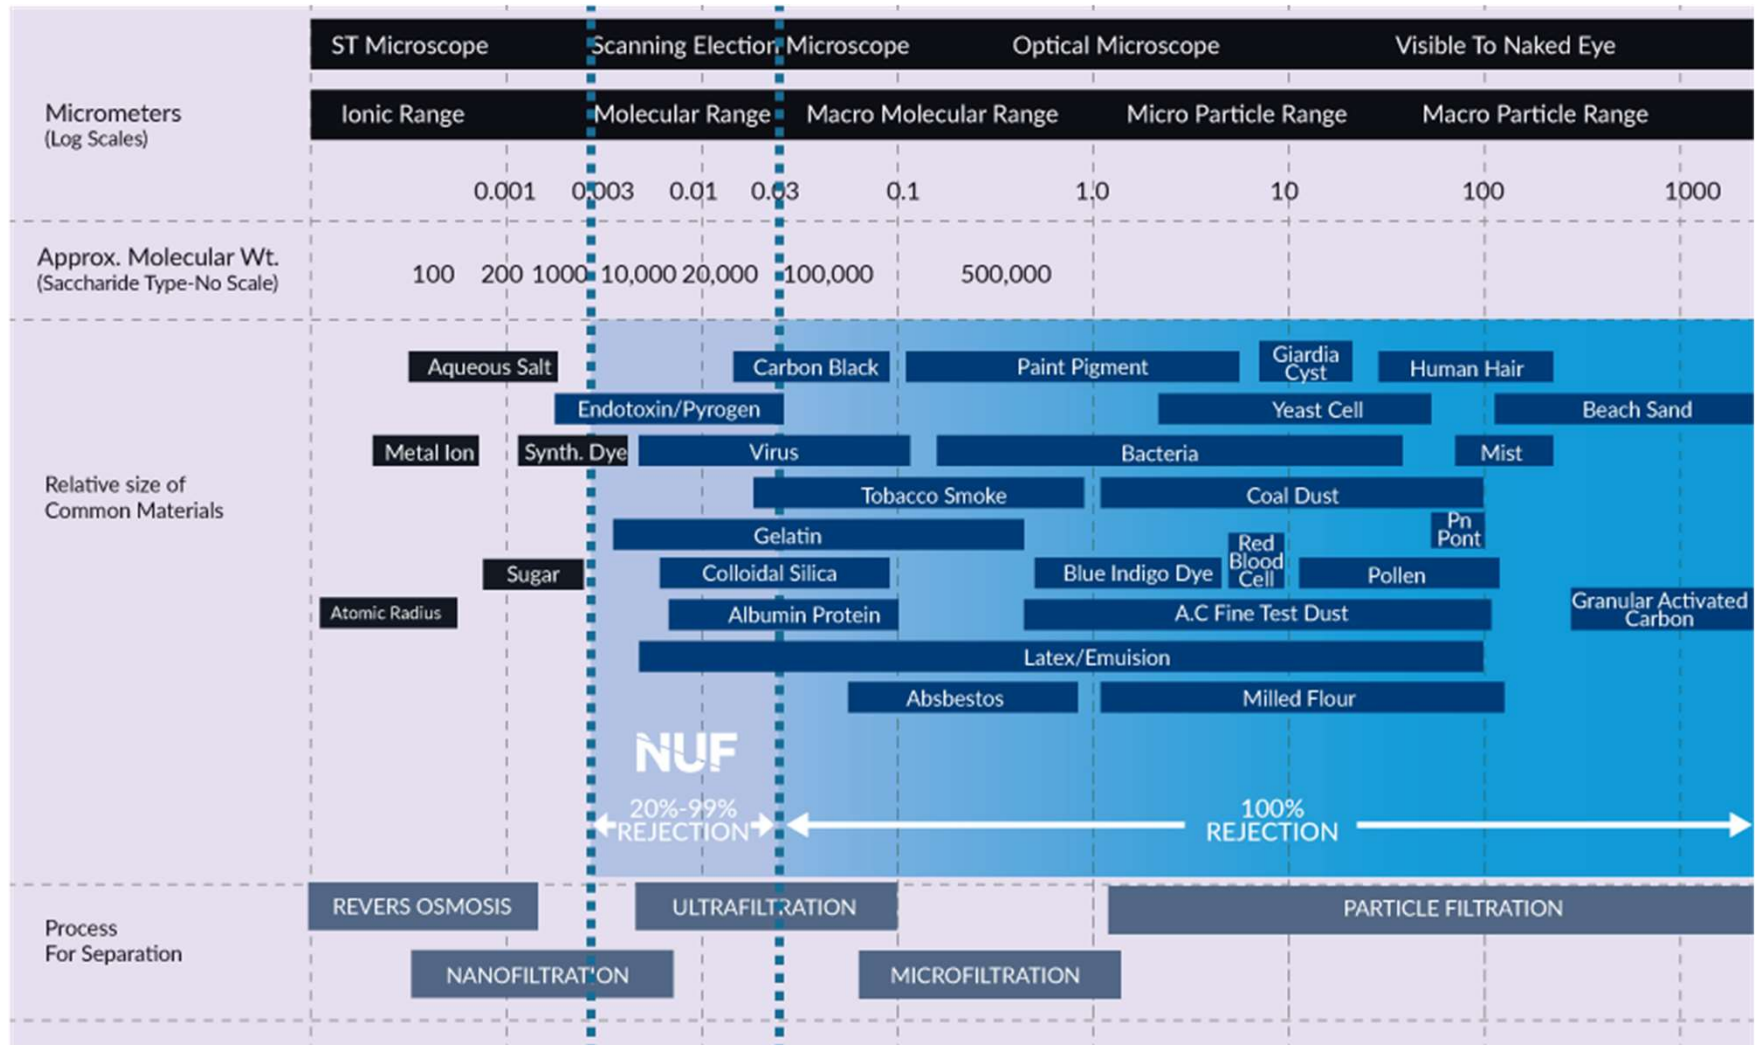 ST Microscope
Scanning Election Microscope
Optical Microscope
Visible To Naked Eye
Micrometers
(Log Scales)
Ionic Range
Molecular Range
Macro Molecular Range
Micro Particle Range
Macro Particle Range
0.001
0.003
0.01
0.03
0.1
1.0
10
100
1000
Approx. Molecular Wt.
(Saccharide Type-No Scale)
100
200
1000
10,000
20,000
100,000
500,000
Relative size of
Common Materials
Aqueous Salt
Carbon Black
Paint Pigment
Giardia
Cyst
Human Hair
Endotoxin/Pyrogen
Yeast Cell
Beach Sand
Metal Ion
Synth. Dye
Virus
Bacteria
Mist
Tobacco Smoke
Coal Dust
Gelatin
Pn
Pont
Sugar
Colloidal Silica
Blue Indigo Dye
Red
Blood
Cell
Pollen
Atomic Radius
Albumin Protein
A.C Fine Test Dust
Granular Activated
Carbon
Latex/Emuision
Absbestos
Milled Flour
NUF
20%-99%
REJECTION
100%
REJECTION
Process
For Separation
REVERS OSMOSIS
ULTRAFILTRATION
PARTICLE FILTRATION
NANOFILTRATION
MICROFILTRATION